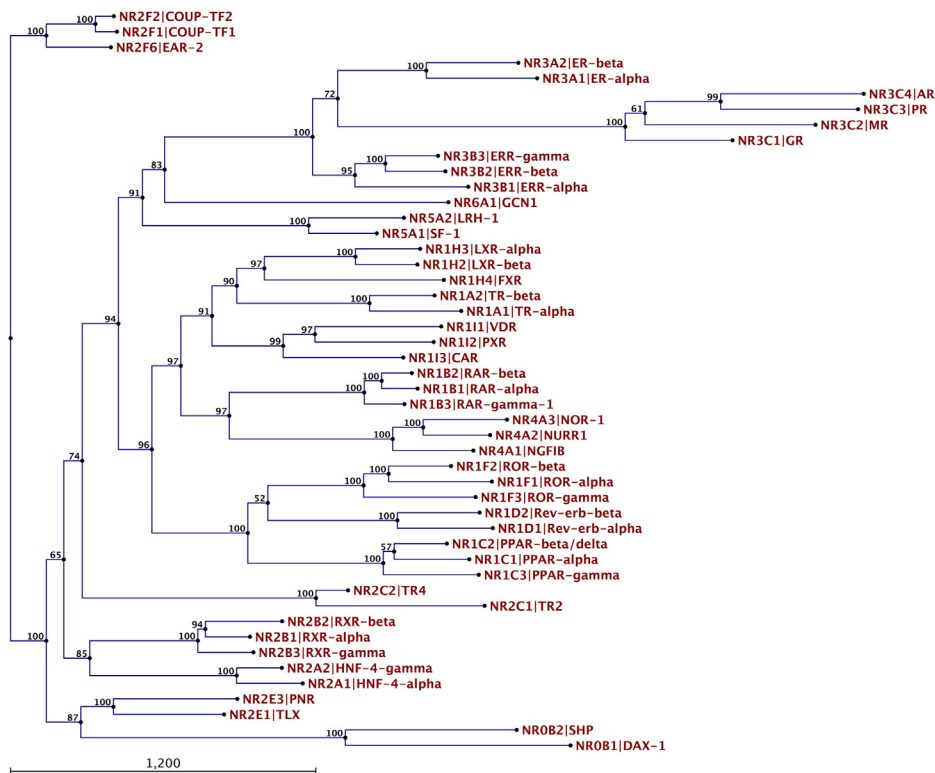 NR2F2|COUP-TF2
100
NR2F1|COUP-TF1
100
NR2F6|EAR-2
NR3A2|ER-beta
100
NR3A1|ER-alpha
72
NR3C4|AR
99
NR3C3|PR
61
NR3C2|MR
100
NR3C1|GR
100
NR3B3|ERR-gamma
100
NR3B2|ERR-beta
95
NR3B1|ERR-alpha
83
NR6A1|GCN1
91
NR5A2|LRH-1
100
NR5A1|SF-1
NR1H3|LXR-alpha
100
NR1H2|LXR-beta
97
NR1H4|FXR
90
NR1A2|TR-beta
100
NR1A1|TR-alpha
91
NR1I1|VDR
97
NR1I2|PXR
99
NR1I3|CAR
94
97
NR1B2|RAR-beta
100
NR1B1|RAR-alpha
100
NR1B3|RAR-gamma-1
97
NR4A3|NOR-1
100
NR4A2|NURR1
100
NR4A1|NGFIB
96
NR1F2|ROR-beta
100
NR1F1|ROR-alpha
100
NR1F3|ROR-gamma
52
NR1D2|Rev-erb-beta
100
NR1D1|Rev-erb-alpha
100
NR1C2|PPAR-beta/delta
57
NR1C1|PPAR-alpha
100
NR1C3|PPAR-gamma
74
NR2C2|TR4
100
NR2C1|TR2
65
NR2B2|RXR-beta
94
NR2B1|RXR-alpha
100
NR2B3|RXR-gamma
85
NR2A2|HNF-4-gamma
100
NR2A1|HNF-4-alpha
100
NR2E3|PNR
100
NR2E1|TLX
87
NR0B2|SHP
100
NR0B1|DAX-1
1,200